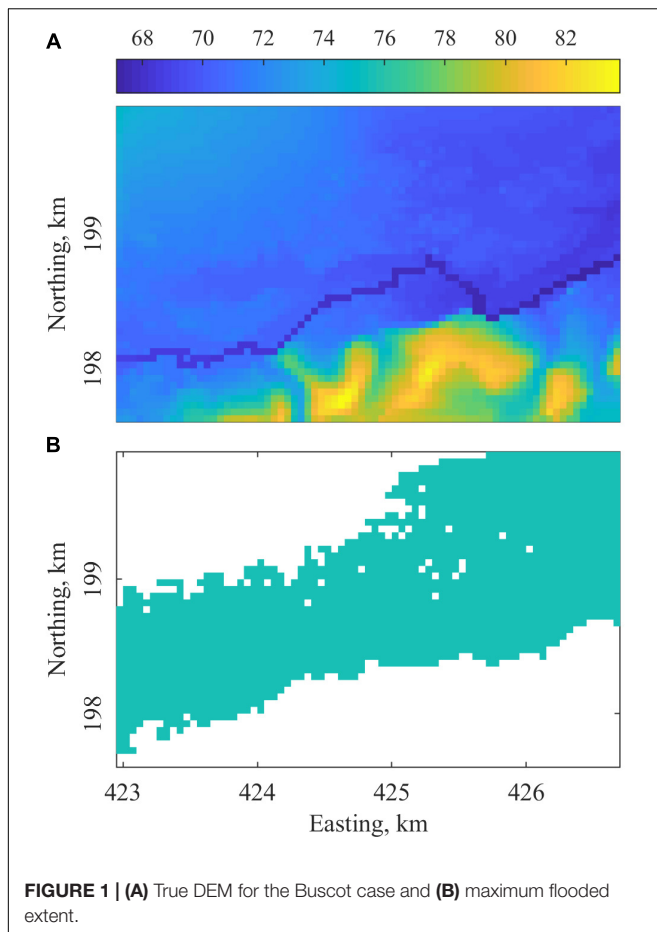 A
68 70 72 74 76 78 80 82
Northing, km
199
198
B
Northing, km
199
198
423 424 425 426
Easting, km
FIGURE 1 | (A) True DEM for the Buscot case and (B) maximum flooded
extent.